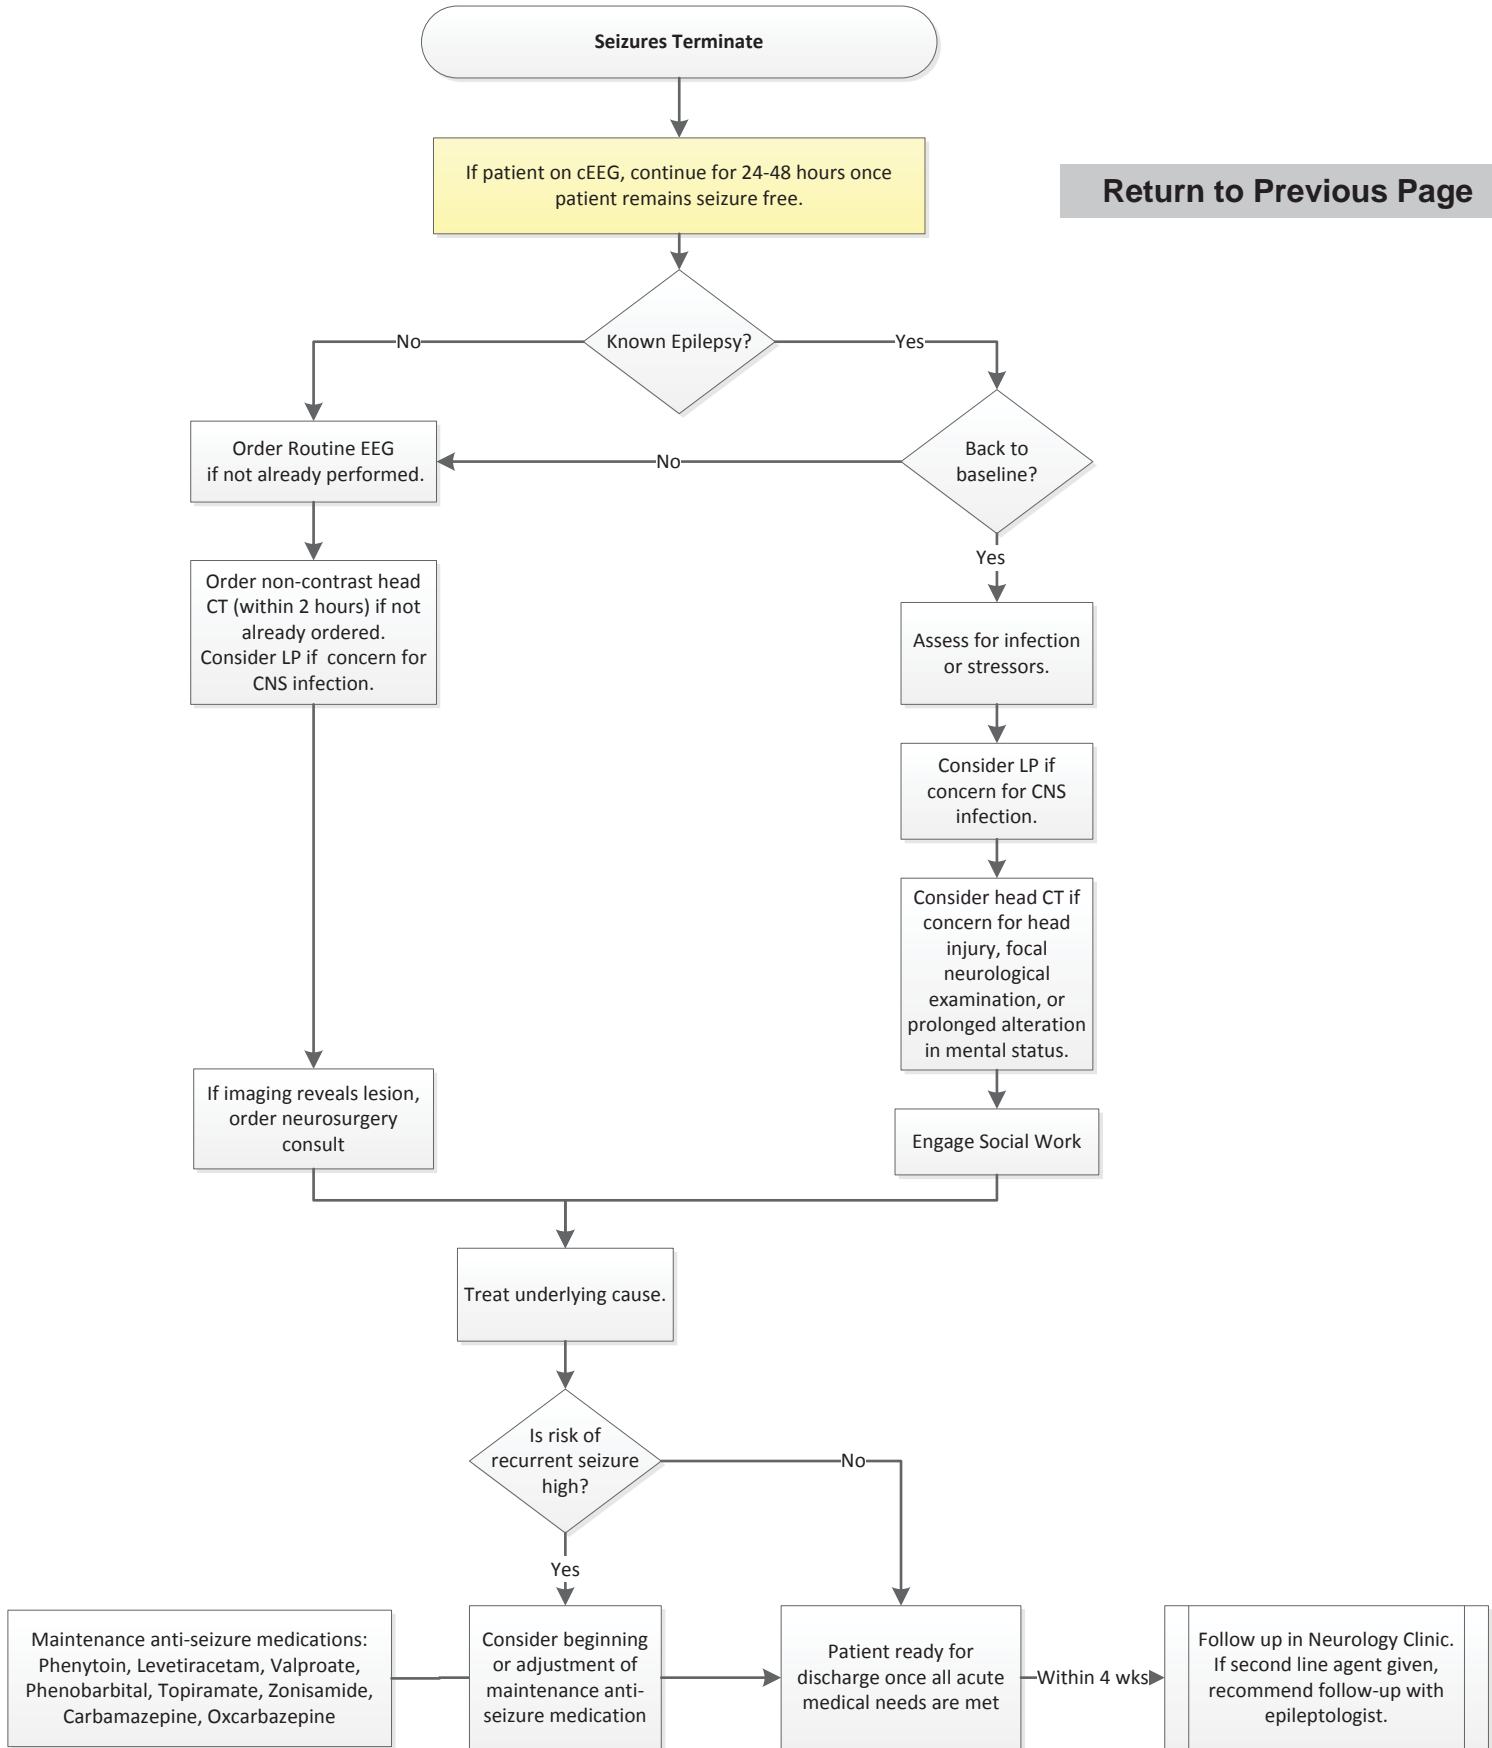 Seizures Terminate
If patient on cEEG, continue for 24-48 hours once
patient remains seizure free.
Return to Previous Page
Known Epilepsy?
No
Yes
Order Routine EEG
if not already performed.
No
Back to
baseline?
Yes
Order non-contrast head
CT (within 2 hours) if not
already ordered.
Consider LP if  concern for
CNS infection.
Assess for infection
or stressors.
Consider LP if
concern for CNS
infection.
Consider head CT if
concern for head
injury, focal
neurological
examination, or
prolonged alteration
in mental status.
If imaging reveals lesion,
order neurosurgery
consult
Engage Social Work
Treat underlying cause.
Is risk of
recurrent seizure
high?
No
Yes
Maintenance anti-seizure medications:
Phenytoin, Levetiracetam, Valproate,
Phenobarbital, Topiramate, Zonisamide,
Carbamazepine, Oxcarbazepine
Consider beginning
or adjustment of
maintenance anti-
seizure medication
Patient ready for
discharge once all acute
medical needs are met
Within 4 wks
Follow up in Neurology Clinic.
If second line agent given,
recommend follow-up with
epileptologist.